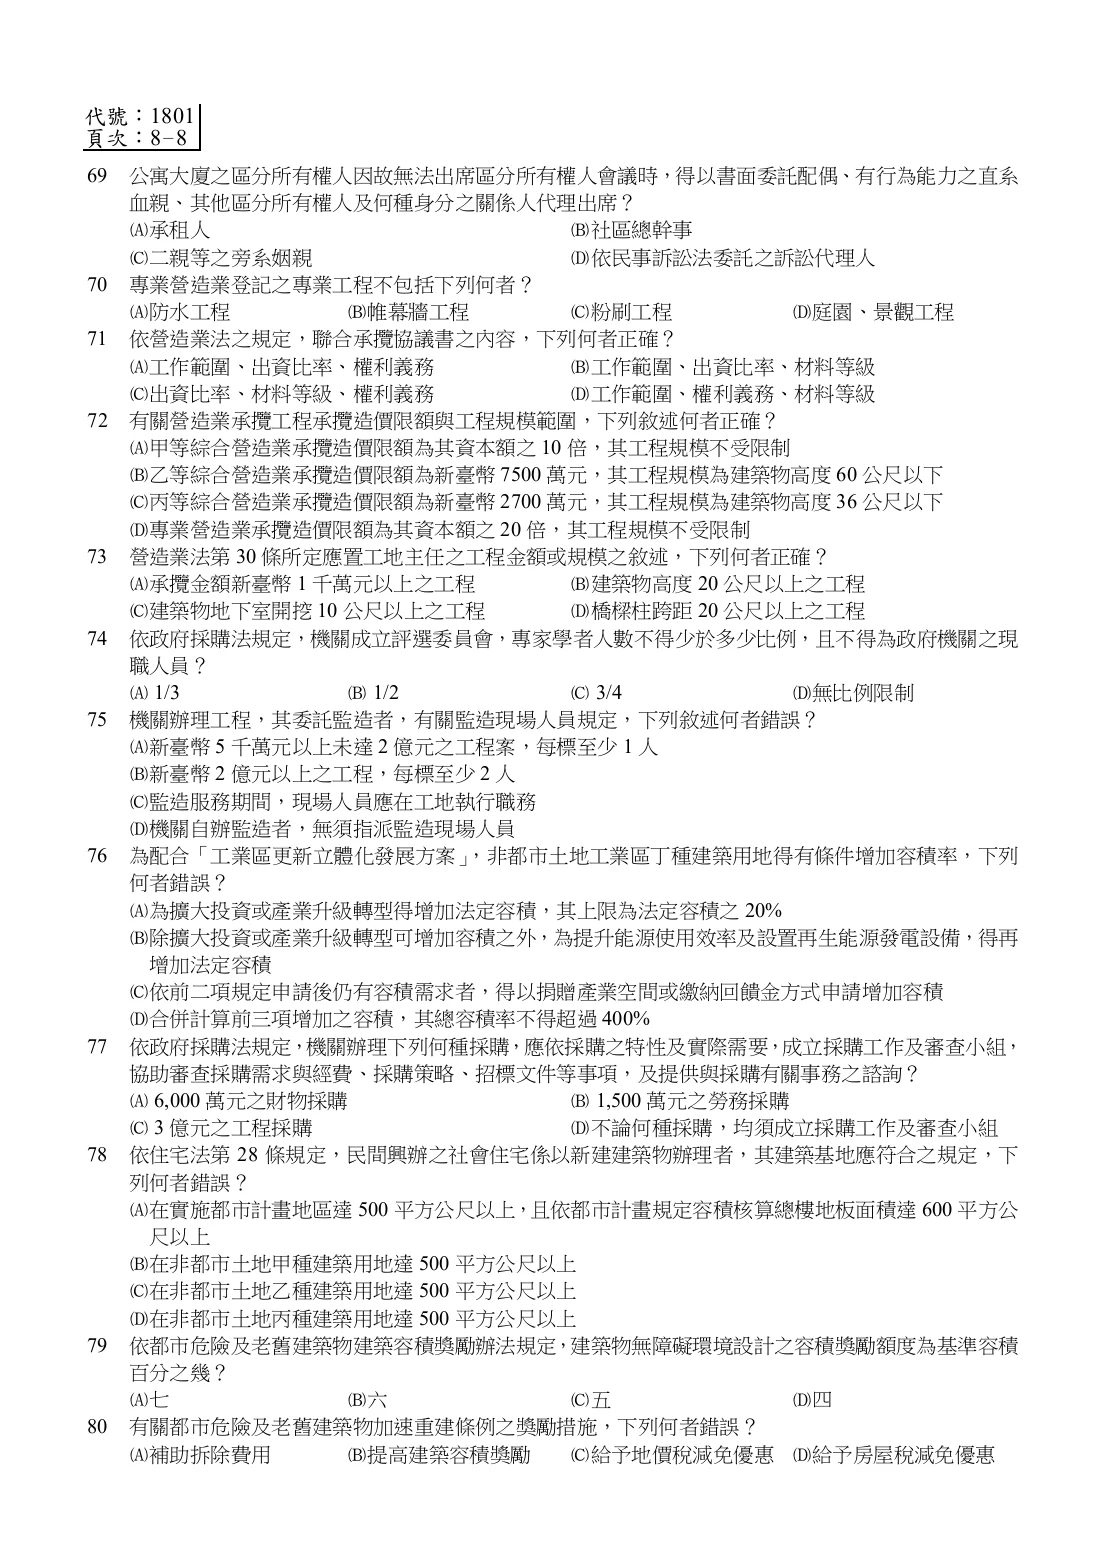 代號：1801
頁次：8－8
69 公寓大廈之區分所有權人因故無法出席區分所有權人會議時，得以書面委託配偶、有行為能力之直系
血親、其他區分所有權人及何種身分之關係人代理出席？
(A)承租人 (B)社區總幹事
(C)二親等之旁系姻親 (D)依民事訴訟法委託之訴訟代理人
70 專業營造業登記之專業工程不包括下列何者？
(A)防水工程 (B)帷幕牆工程 (C)粉刷工程 (D)庭園、景觀工程
71 依營造業法之規定，聯合承攬協議書之內容，下列何者正確？
(A)工作範圍、出資比率、權利義務 (B)工作範圍、出資比率、材料等級
(C)出資比率、材料等級、權利義務 (D)工作範圍、權利義務、材料等級
72 有關營造業承攬工程承攬造價限額與工程規模範圍，下列敘述何者正確？
(A)甲等綜合營造業承攬造價限額為其資本額之 10 倍，其工程規模不受限制
(B)乙等綜合營造業承攬造價限額為新臺幣 7500 萬元，其工程規模為建築物高度 60 公尺以下
(C)丙等綜合營造業承攬造價限額為新臺幣 2700 萬元，其工程規模為建築物高度 36 公尺以下
(D)專業營造業承攬造價限額為其資本額之 20 倍，其工程規模不受限制
73 營造業法第 30 條所定應置工地主任之工程金額或規模之敘述，下列何者正確？
(A)承攬金額新臺幣 1 千萬元以上之工程 (B)建築物高度 20 公尺以上之工程
(C)建築物地下室開挖 10 公尺以上之工程 (D)橋樑柱跨距 20 公尺以上之工程
74 依政府採購法規定，機關成立評選委員會，專家學者人數不得少於多少比例，且不得為政府機關之現
職人員？
(A) 1/3 (B) 1/2 (C) 3/4 (D)無比例限制
75 機關辦理工程，其委託監造者，有關監造現場人員規定，下列敘述何者錯誤？
(A)新臺幣 5 千萬元以上未達 2 億元之工程案，每標至少 1 人
(B)新臺幣 2 億元以上之工程，每標至少 2 人
(C)監造服務期間，現場人員應在工地執行職務
(D)機關自辦監造者，無須指派監造現場人員
76 為配合「工業區更新立體化發展方案」，非都市土地工業區丁種建築用地得有條件增加容積率，下列
何者錯誤？
(A)為擴大投資或產業升級轉型得增加法定容積，其上限為法定容積之 20%
(B)除擴大投資或產業升級轉型可增加容積之外，為提升能源使用效率及設置再生能源發電設備，得再
增加法定容積
(C)依前二項規定申請後仍有容積需求者，得以捐贈產業空間或繳納回饋金方式申請增加容積
(D)合併計算前三項增加之容積，其總容積率不得超過 400%
77 依政府採購法規定，機關辦理下列何種採購，應依採購之特性及實際需要，成立採購工作及審查小組，
協助審查採購需求與經費、採購策略、招標文件等事項，及提供與採購有關事務之諮詢？
(A) 6,000 萬元之財物採購 (B) 1,500 萬元之勞務採購
(C) 3 億元之工程採購 (D)不論何種採購，均須成立採購工作及審查小組
78 依住宅法第 28 條規定，民間興辦之社會住宅係以新建建築物辦理者，其建築基地應符合之規定，下
列何者錯誤？
(A)在實施都市計畫地區達 500 平方公尺以上，且依都市計畫規定容積核算總樓地板面積達 600 平方公
尺以上
(B)在非都市土地甲種建築用地達 500 平方公尺以上
(C)在非都市土地乙種建築用地達 500 平方公尺以上
(D)在非都市土地丙種建築用地達 500 平方公尺以上
79 依都市危險及老舊建築物建築容積獎勵辦法規定，建築物無障礙環境設計之容積獎勵額度為基準容積
百分之幾？
(A)七 (B)六 (C)五 (D)四
80 有關都市危險及老舊建築物加速重建條例之獎勵措施，下列何者錯誤？
(A)補助拆除費用 (B)提高建築容積獎勵 (C)給予地價稅減免優惠 (D)給予房屋稅減免優惠